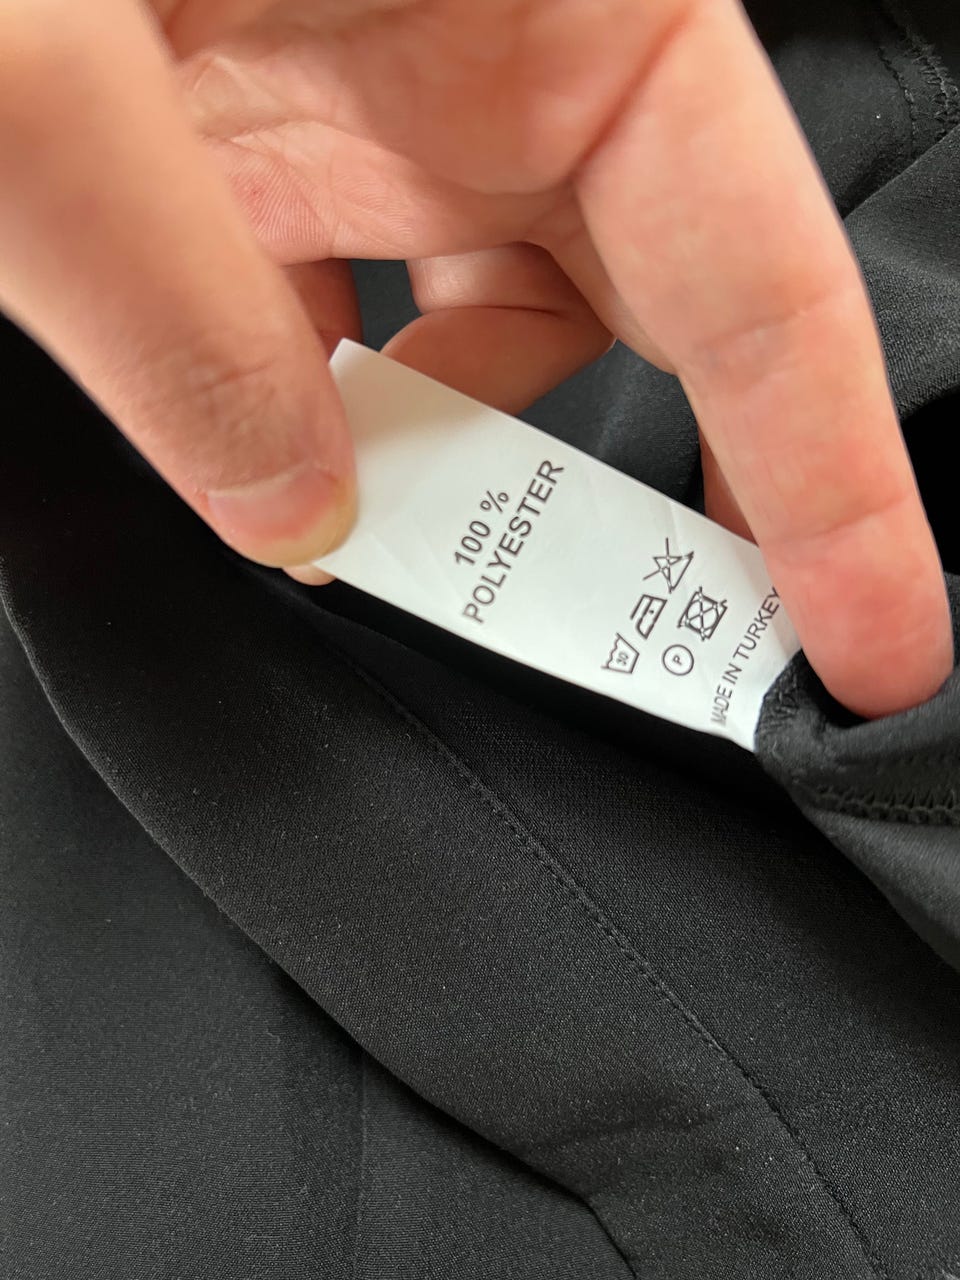 100 %
POLYESTER
30
P
MADE IN TURKEY